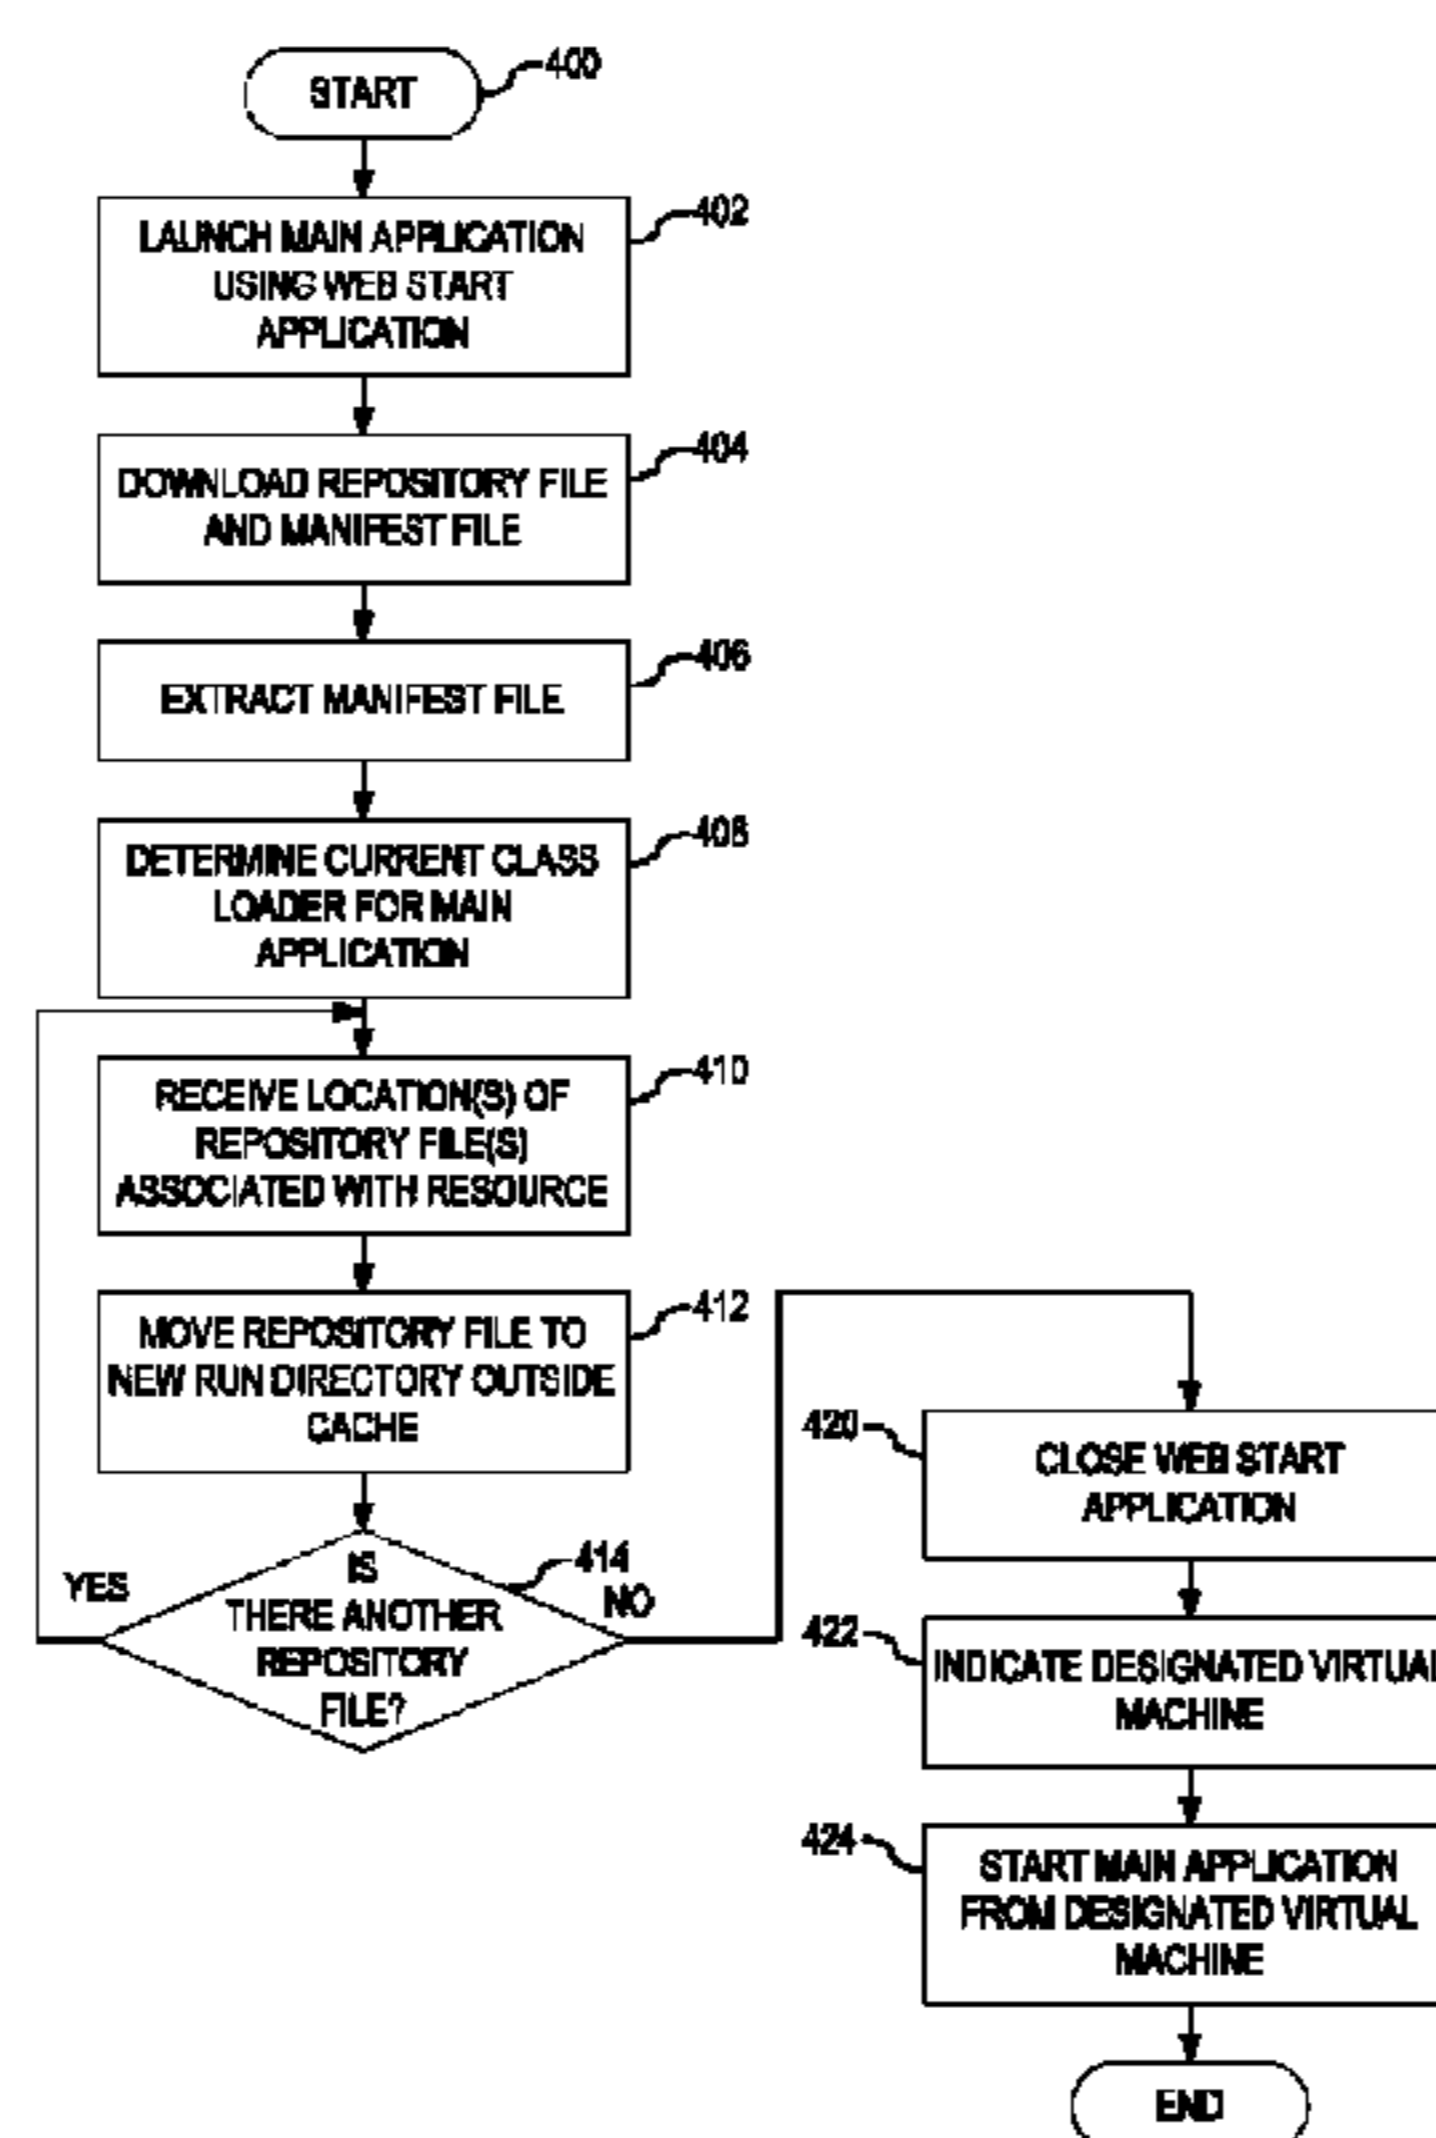 START
400
LAUNCH MAIN APPLICATION
USING WEB START
APPLICATION
402
DOWNLOAD REPOSITORY FILE
AND MANIFEST FILE
404
EXTRACT MANIFEST FILE
406
DETERMINE CURRENT CLASS
LOADER FOR MAIN
APPLICATION
408
RECEIVE LOCATION(S) OF
REPOSITORY FILE(S)
ASSOCIATED WITH RESOURCE
410
MOVE REPOSITORY FILE TO
NEW RUN DIRECTORY OUTSIDE
CACHE
412
IS
THERE ANOTHER
REPOSITORY
FILE?
414
YES
NO
420
CLOSE WEB START
APPLICATION
422
INDICATE DESIGNATED VIRTUAL
MACHINE
424
START MAIN APPLICATION
FROM DESIGNATED VIRTUAL
MACHINE
END